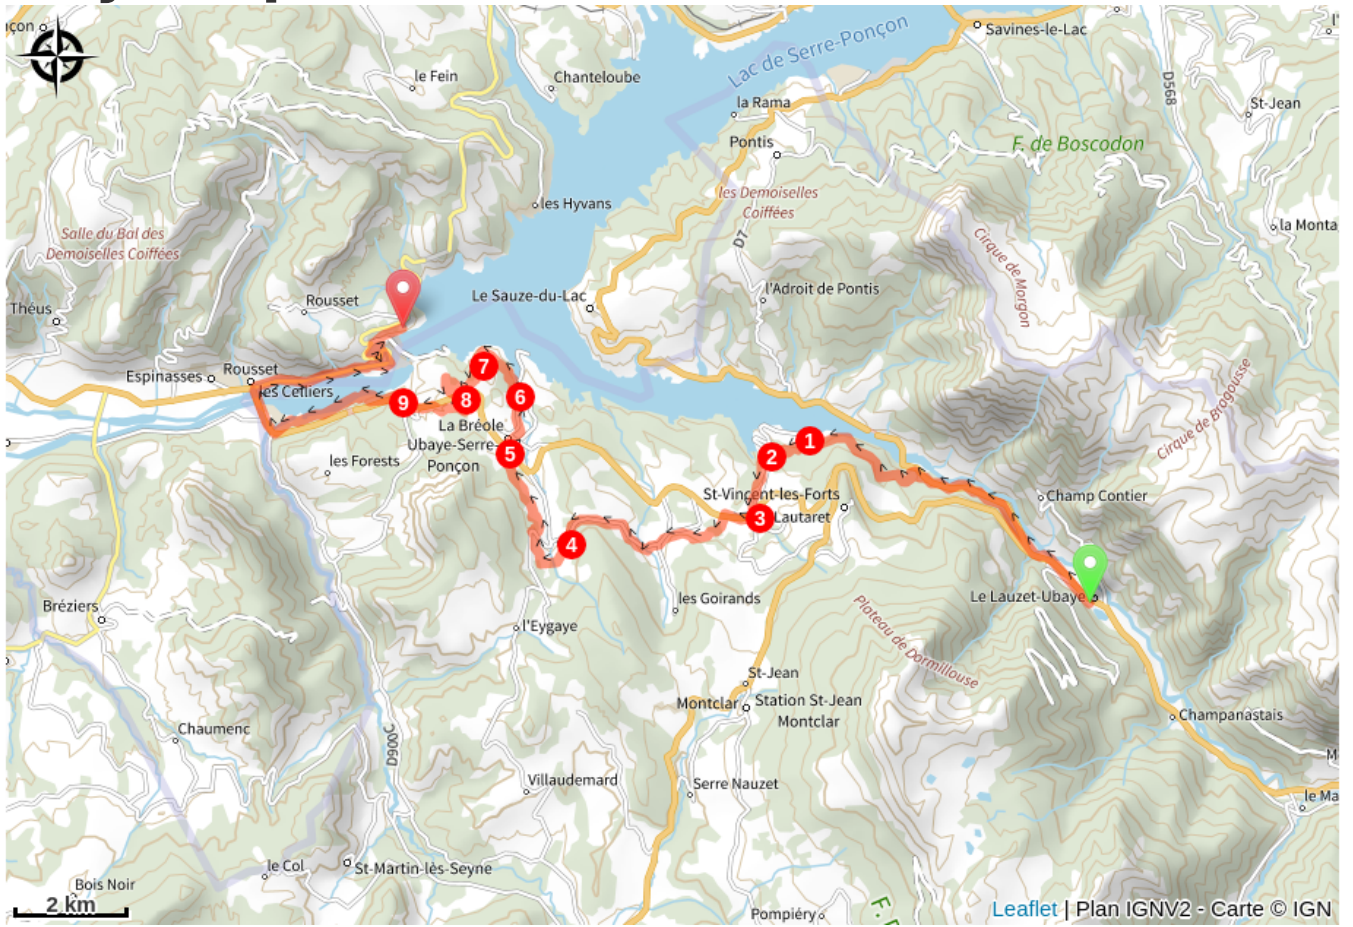 Savines-le-Lac
Lac de Serre-Ponçon
le Fein
Chanteloube
D568
la Rama
St-Jean
Pontis
F. de Boscodon
les Demoiselles
Coiffées
les Hyvans
Salle du Bal des
Demoiselles Coiffées
D7
Cirque de Morgon
la Monta
Le Sauze-du-Lac
l'Adroit de Pontis
Rousset
Théus
Espinasses
Rousset
les Celliers
7
6
8
9
La Bréole
Ubaye-Serre-
Ponçon
5
1
2
Cirque de Bragousse
les Forests
St-Vincent-les-Forts
3
Lautaret
Champ Contier
4
Le Lauzet-Ubaye
Bréziers
les Goirands
l'Eygaye
Plateau de Dormillouse
St-Jean
Montclar
Station St-Jean
Montclar
Champanastais
Chaumenc
D900C
Villaudemard
Serre Nauzet
le Ma
le Col
St-Martin-lès-Seyne
Bois Noir
2 km
Pompiéry
Leaflet | Plan IGNV2 - Carte © IGN